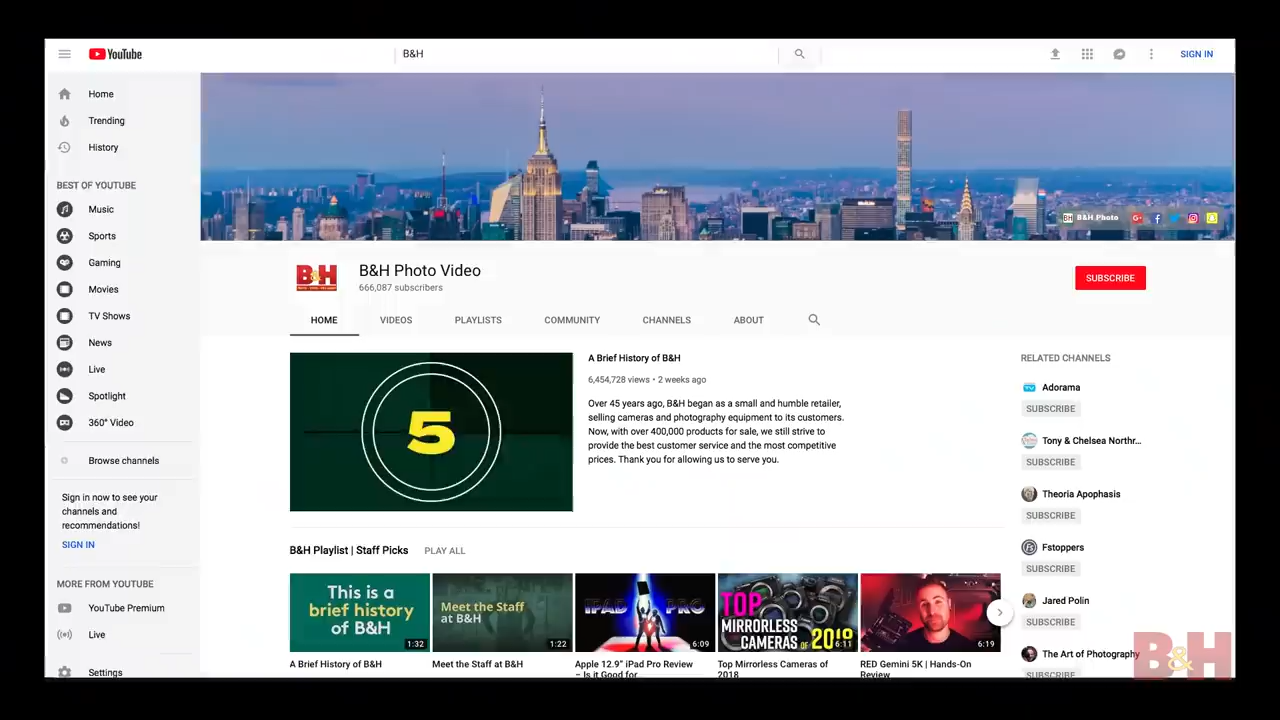 YouTube
B&H
SIGN IN
Home
Trending
History
BEST OF YOUTUBE
Music
Sports
Gaming
Movies
TV Shows
News
Live
Spotlight
360° Video
Browse channels
Sign in now to see your
channels and
recommendations!
SIGN IN
MORE FROM YOUTUBE
YouTube Premium
Live
Settings
BH B&H Photo
B&H
B&H Photo Video
666,087 subscribers
SUBSCRIBE
HOME VIDEOS PLAYLISTS COMMUNITY CHANNELS ABOUT
5
A Brief History of B&H
6,454,728 views • 2 weeks ago
Over 45 years ago, B&H began as a small and humble retailer,
selling cameras and photography equipment to its customers.
Now, with over 400,000 products for sale, we still strive to
provide the best customer service and the most competitive
prices. Thank you for allowing us to serve you.
B&H Playlist | Staff Picks PLAY ALL
This is a
brief history
of B&H
1:32
A Brief History of B&H
Meet the Staff
at B&H
1:22
Meet the Staff at B&H
IPAD PRO
6:09
Apple 12.9" iPad Pro Review
– Is it Good for
TOP
MIRRORLESS
CAMERAS OF 2018
6:11
Top Mirrorless Cameras of
2018
6:19
RED Gemini 5K | Hands-On
Review
RELATED CHANNELS
Adorama
SUBSCRIBE
Tony & Chelsea Northr...
SUBSCRIBE
Theoria Apophasis
SUBSCRIBE
Fstoppers
SUBSCRIBE
Jared Polin
SUBSCRIBE
The Art of Photography
SUBSCRIBE
B&H